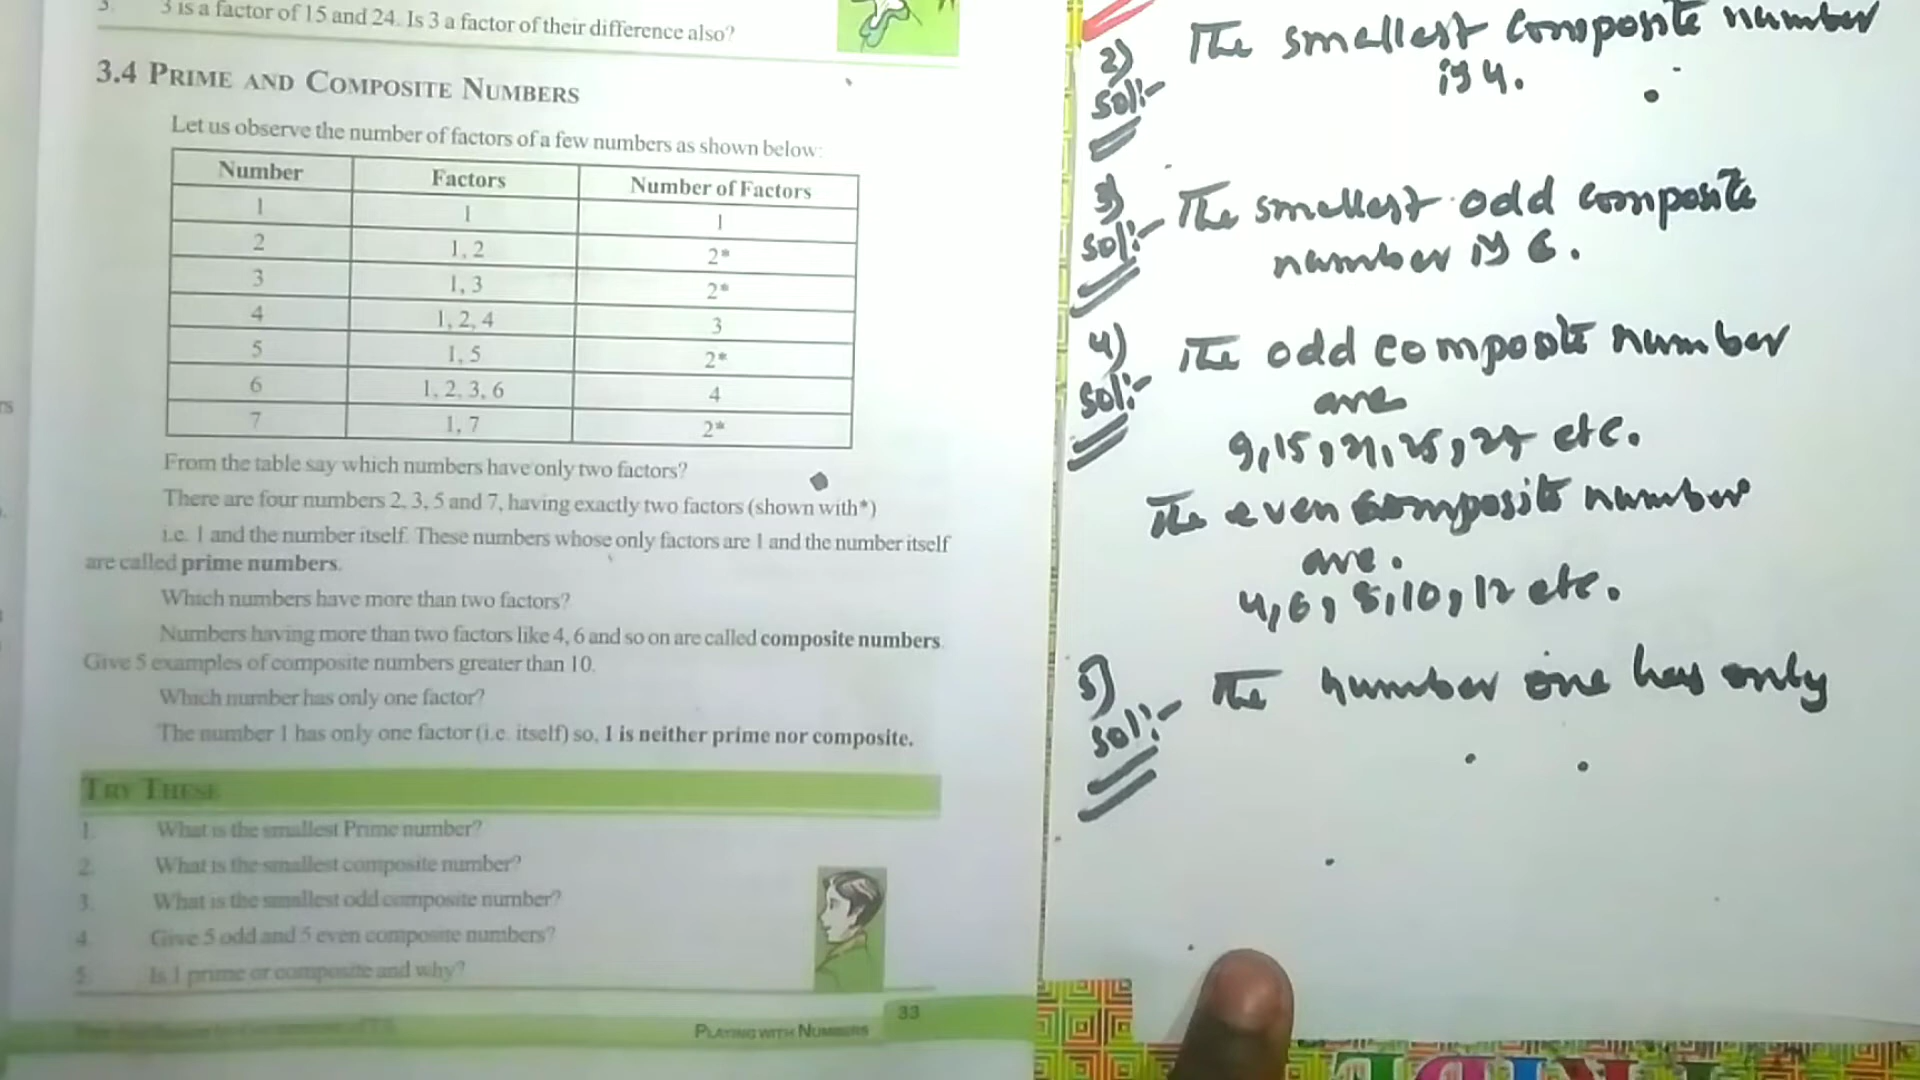 3 is a factor of 15 and 24. Is 3 a factor of their difference also?
3.4 PRIME AND COMPOSITE NUMBERS
Let us observe the number of factors of a few numbers as shown below:
Number Factors Number of Factors
1 1 1
2 1, 2 2*
3 1, 3 2*
4 1, 2, 4 3
5 1, 5 2*
6 1, 2, 3, 6 4
7 1, 7 2*
From the table say which numbers have only two factors?
There are four numbers 2, 3, 5 and 7, having exactly two factors (shown with*)
i.e. 1 and the number itself. These numbers whose only factors are 1 and the number itself
are called prime numbers.
Which numbers have more than two factors?
Numbers having more than two factors like 4, 6 and so on are called composite numbers.
Give 5 examples of composite numbers greater than 10.
Which number has only one factor?
The number 1 has only one factor (i.e. itself) so, 1 is neither prime nor composite.
TRY THESE
1. What is the smallest Prime number?
2. What is the smallest composite number?
3. What is the smallest odd composite number?
4. Give 5 odd and 5 even composite numbers?
5. Is 1 prime or composite and why?
PLAYING WITH NUMBERS 33
2) The smallest composite number
Sol:- is 4.
3) The smallest odd composite
Sol:- number is 6.
4) The odd composite number
Sol:- are
9, 15, 21, 25, 27 etc.
The even composite number
are.
4, 6, 8, 10, 12 etc.
5) The number one has only
Sol:-